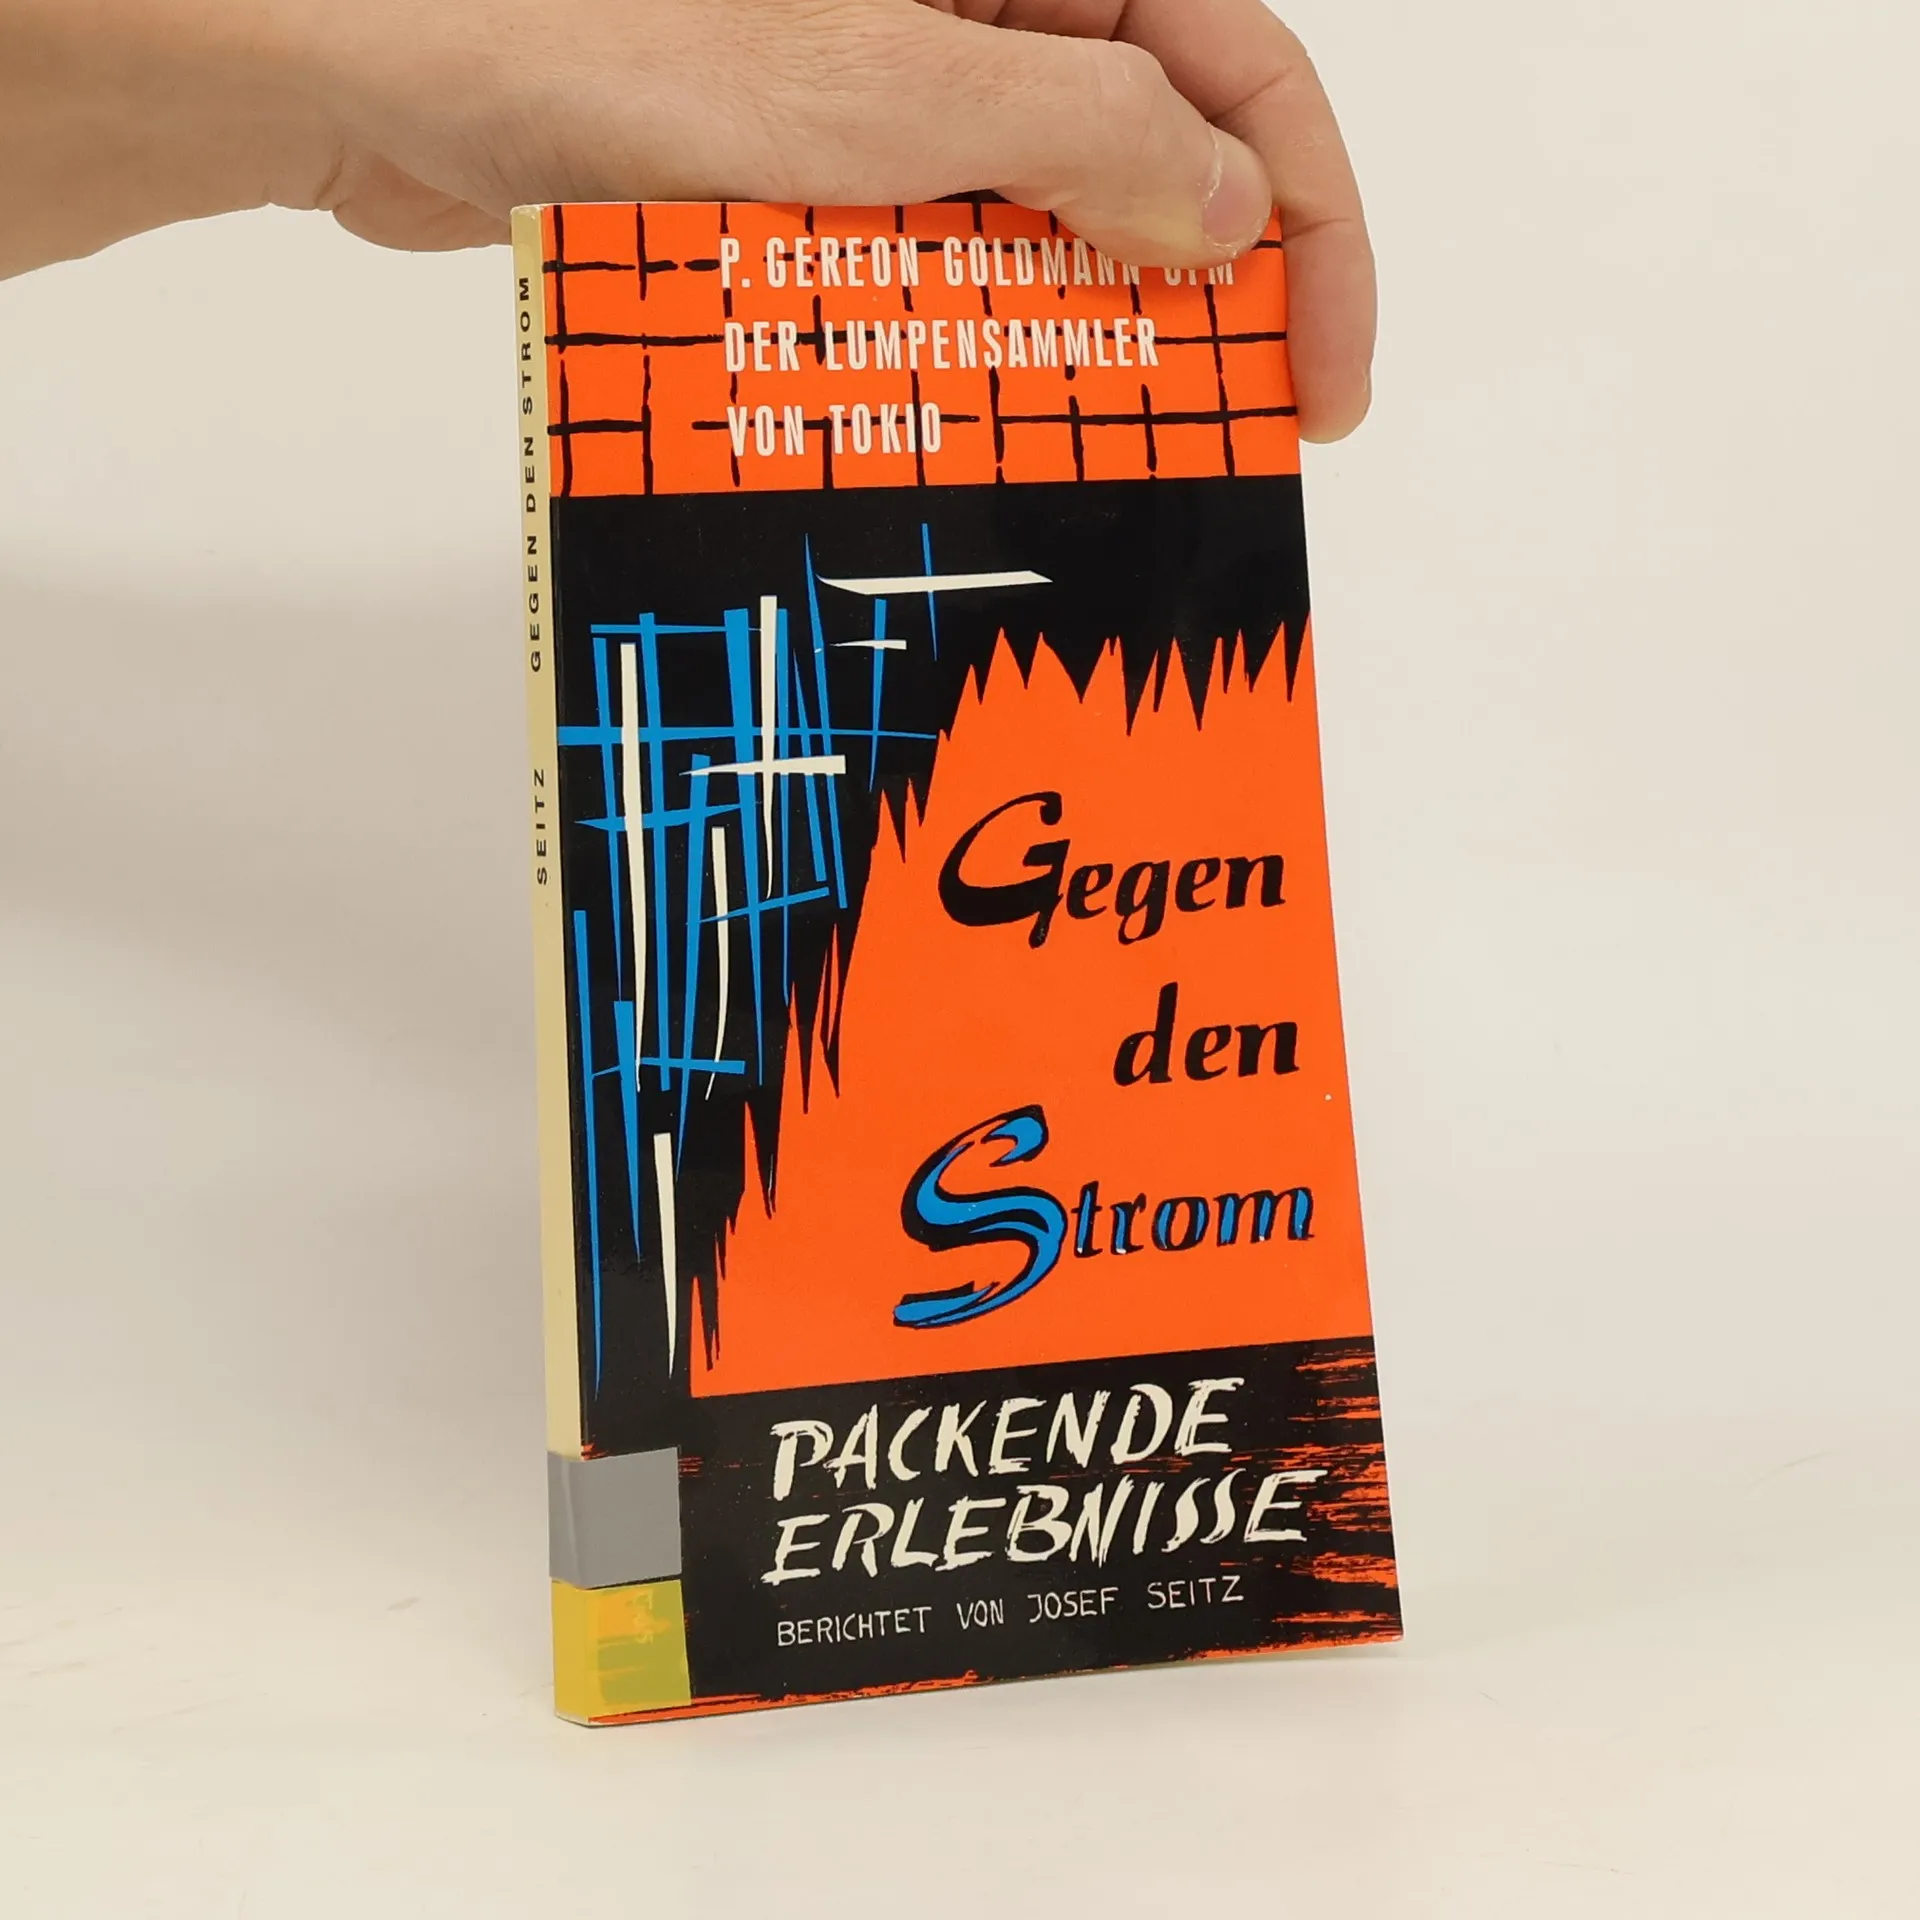 P. GEREON GOLDMANN OFM
DER LUMPENSAMMLER
VON TOKIO
SEITZ GEGEN DEN STROM
Gegen
den
Strom
PACKENDE
ERLEBNISSE
BERICHTET VON JOSEF SEITZ